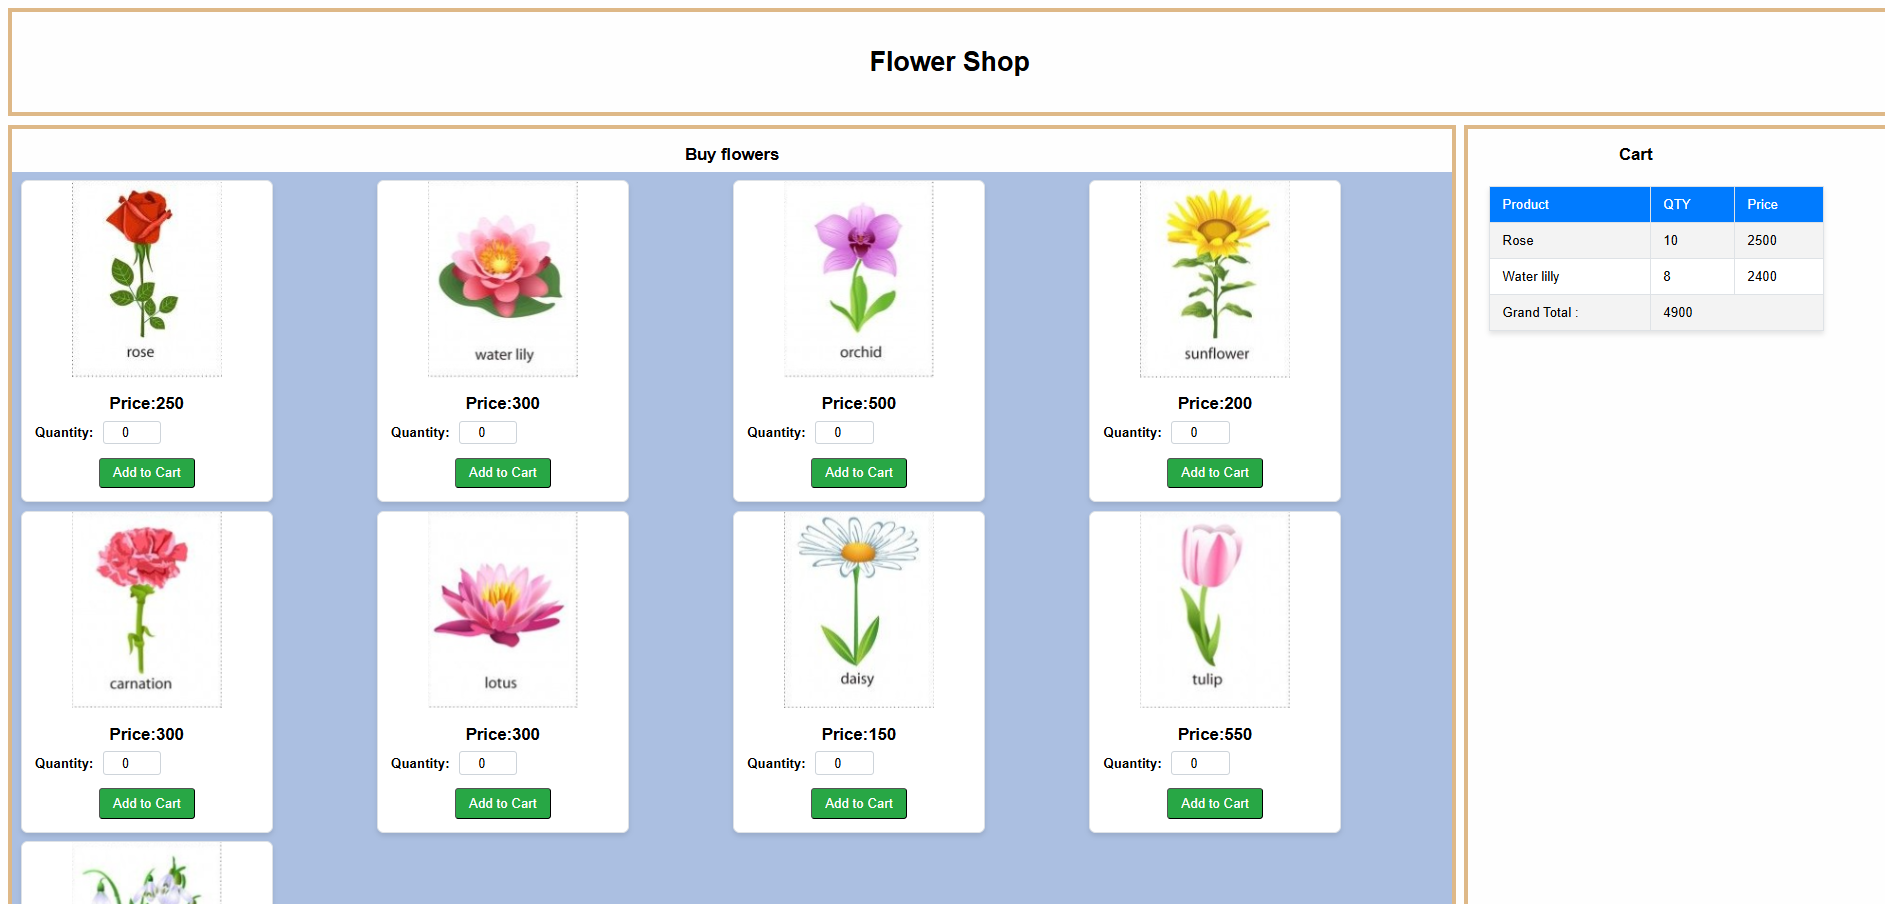 Flower Shop
Buy flowers
rose
water lily
orchid
sunflower
Price:250
Price:300
Price:500
Price:200
Quantity: 0
Quantity: 0
Quantity: 0
Quantity: 0
Add to Cart
Add to Cart
Add to Cart
Add to Cart
carnation
lotus
daisy
tulip
Price:300
Price:300
Price:150
Price:550
Quantity: 0
Quantity: 0
Quantity: 0
Quantity: 0
Add to Cart
Add to Cart
Add to Cart
Add to Cart
Cart
Product QTY Price
Rose 10 2500
Water lilly 8 2400
Grand Total : 4900